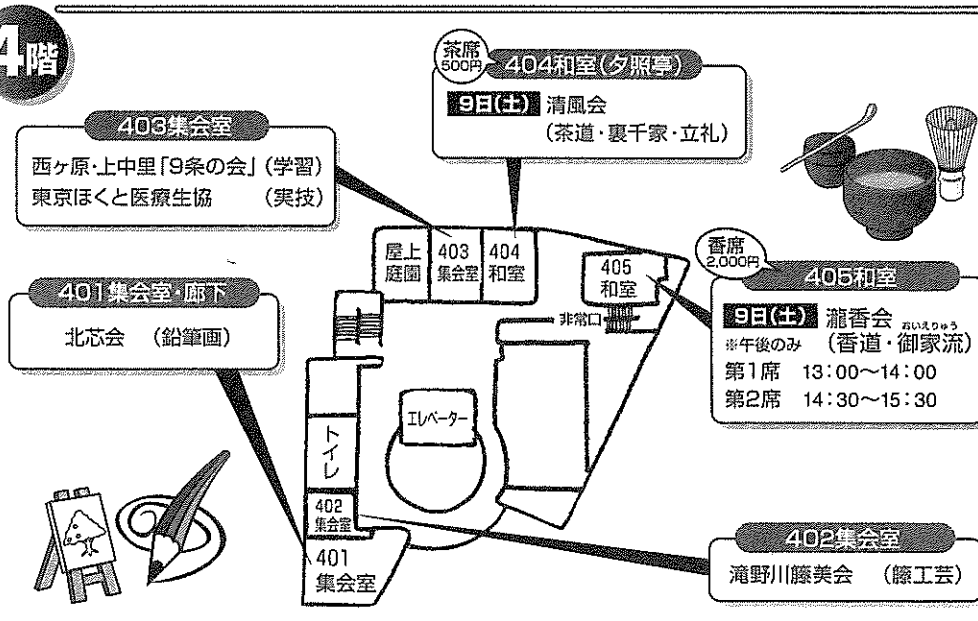 4階
茶席
500円
404和室(夕照亭)
9日(土) 清風会
(茶道・裏千家・立礼)
403集会室
西ヶ原・上中里「9条の会」(学習)
東京ほくと医療生協 (実技)
401集会室・廊下
北芯会 (鉛筆画)
香席
2,000円
405和室
9日(土) 瀧香会
おいえりゅう
※午後のみ (香道・御家流)
第1席 13:00～14:00
第2席 14:30～15:30
402集会室
滝野川籐美会 (籐工芸)
屋上
庭園
403
集会室
404
和室
405
和室
非常口
エレベーター
トイレ
402
集会室
401
集会室